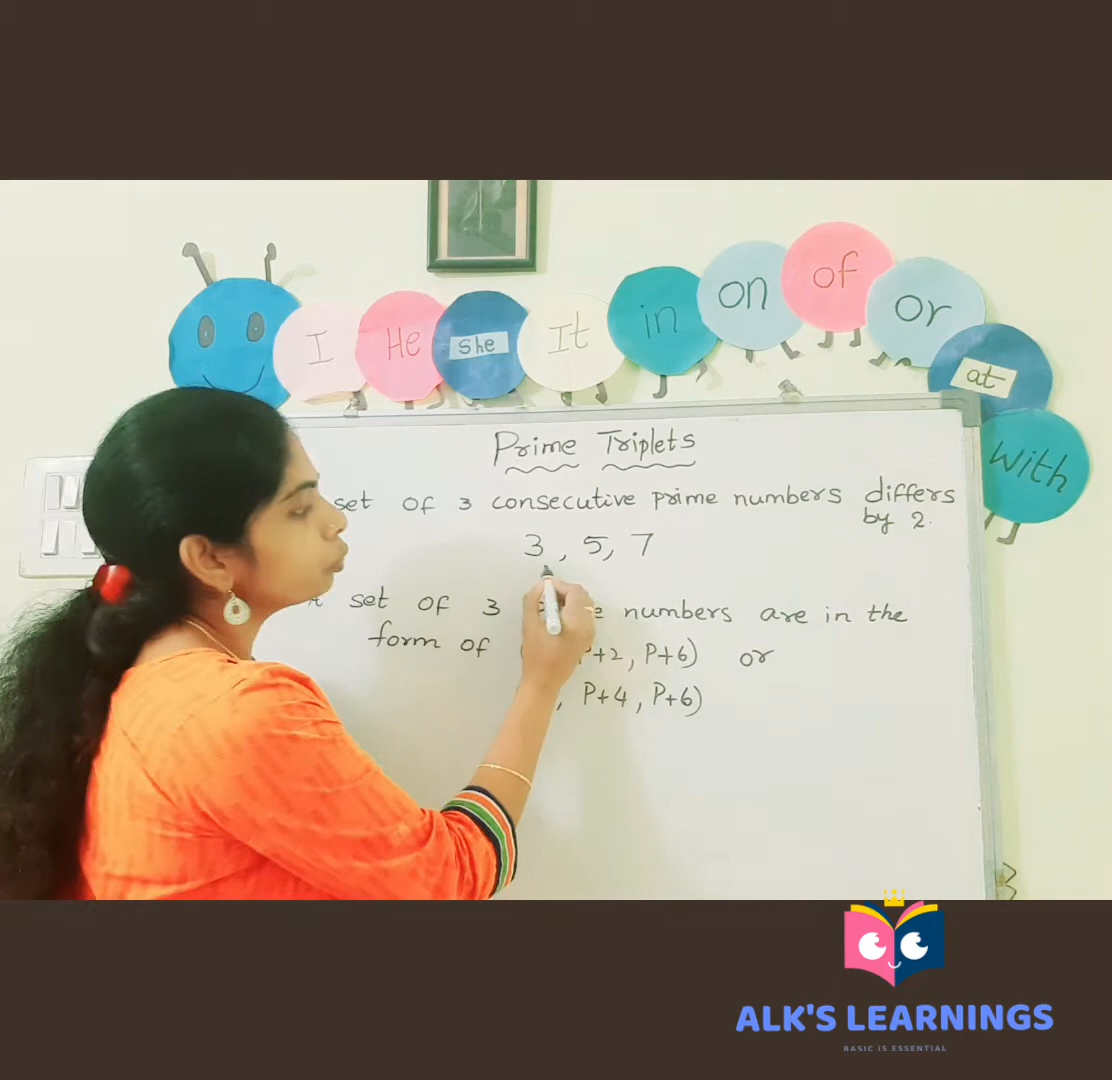 I He she It in on of or at with
Prime Triplets
set of 3 consecutive prime numbers differs
by 2.
3, 5, 7
set of 3 numbers are in the
form of P+2, P+6) or
, P+4, P+6)
ALK'S LEARNINGS
BASIC IS ESSENTIAL